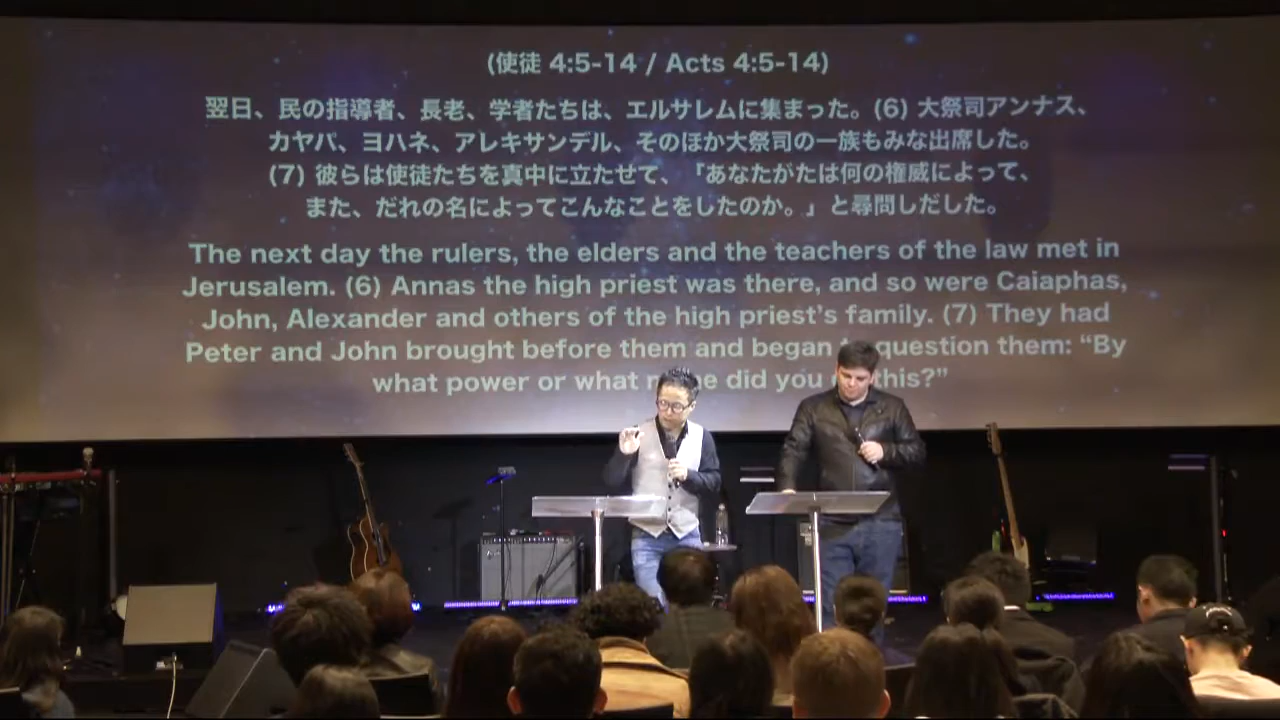 (使徒 4:5-14 / Acts 4:5-14)
翌日、民の指導者、長老、学者たちは、エルサレムに集まった。(6) 大祭司アンナス、
カヤパ、ヨハネ、アレキサンデル、そのほか大祭司の一族もみな出席した。
(7) 彼らは使徒たちを真中に立たせて、「あなたがたは何の権威によって、
また、だれの名によってこんなことをしたのか。」と尋問しだした。
The next day the rulers, the elders and the teachers of the law met in
Jerusalem. (6) Annas the high priest was there, and so were Caiaphas,
John, Alexander and others of the high priest's family. (7) They had
Peter and John brought before them and began question them: “By
what power or what did you this?”